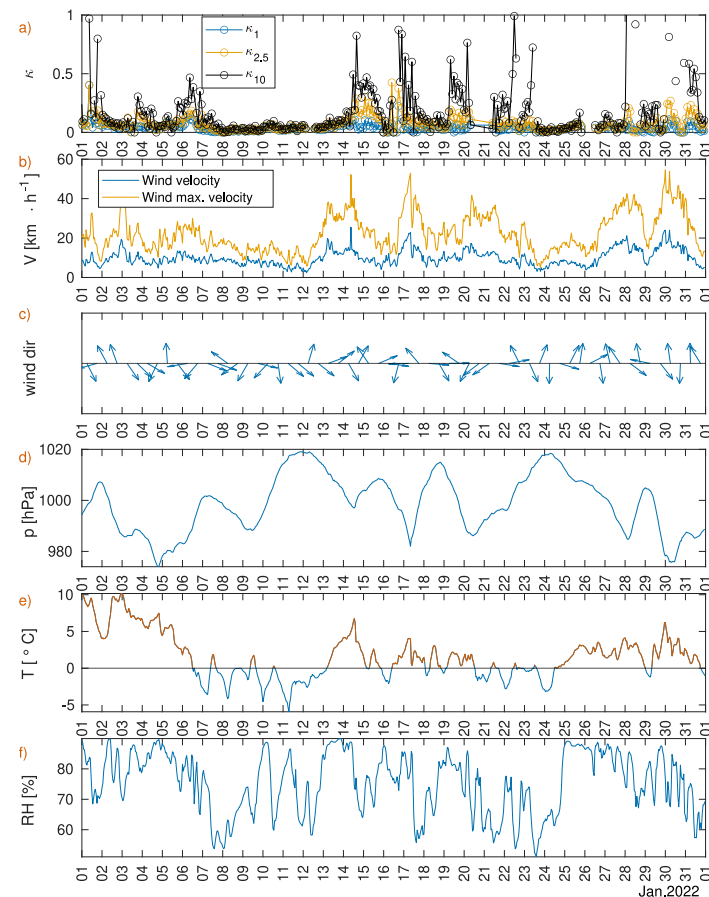 a)
κ
1
0.5
0
κ1
κ2.5
κ10
01 02 03 04 05 06 07 08 09 10 11 12 13 14 15 16 17 18 19 20 21 22 23 24 25 26 27 28 29 30 31 01
b)
V [km · h⁻¹]
60
40
20
0
Wind velocity
Wind max. velocity
01 02 03 04 05 06 07 08 09 10 11 12 13 14 15 16 17 18 19 20 21 22 23 24 25 26 27 28 29 30 31 01
c)
wind dir
01 02 03 04 05 06 07 08 09 10 11 12 13 14 15 16 17 18 19 20 21 22 23 24 25 26 27 28 29 30 31 01
d)
p [hPa]
1020
1000
980
01 02 03 04 05 06 07 08 09 10 11 12 13 14 15 16 17 18 19 20 21 22 23 24 25 26 27 28 29 30 31 01
e)
T [ ° C]
10
5
0
-5
01 02 03 04 05 06 07 08 09 10 11 12 13 14 15 16 17 18 19 20 21 22 23 24 25 26 27 28 29 30 31 01
f)
RH [%]
80
70
60
01 02 03 04 05 06 07 08 09 10 11 12 13 14 15 16 17 18 19 20 21 22 23 24 25 26 27 28 29 30 31 01
Jan,2022